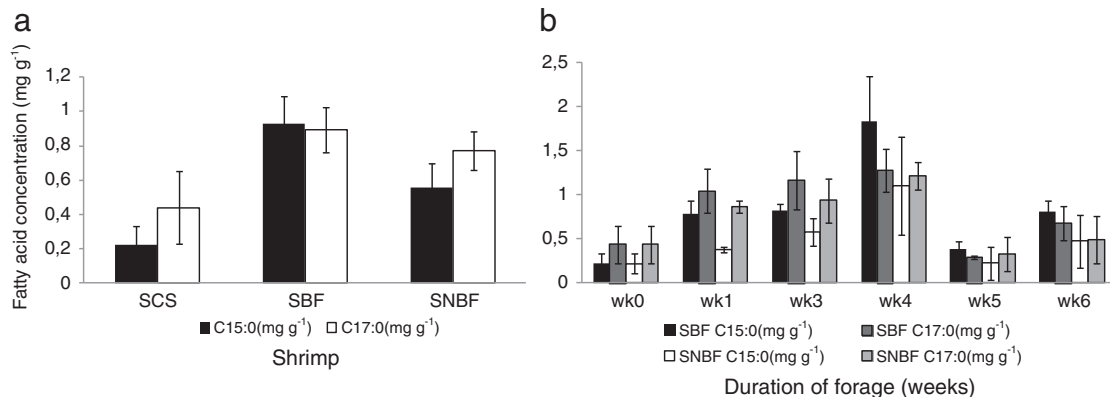 a
Fatty acid concentration (mg g-1)
1,2
1
0,8
0,6
0,4
0,2
0
SCS SBF SNBF
C15:0(mg g-1) C17:0(mg g-1)
Shrimp
b
2,5
2
1,5
1
0,5
0
wk0 wk1 wk3 wk4 wk5 wk6
SBF C15:0(mg g-1) SBF C17:0(mg g-1)
SNBF C15:0(mg g-1) SNBF C17:0(mg g-1)
Duration of forage (weeks)